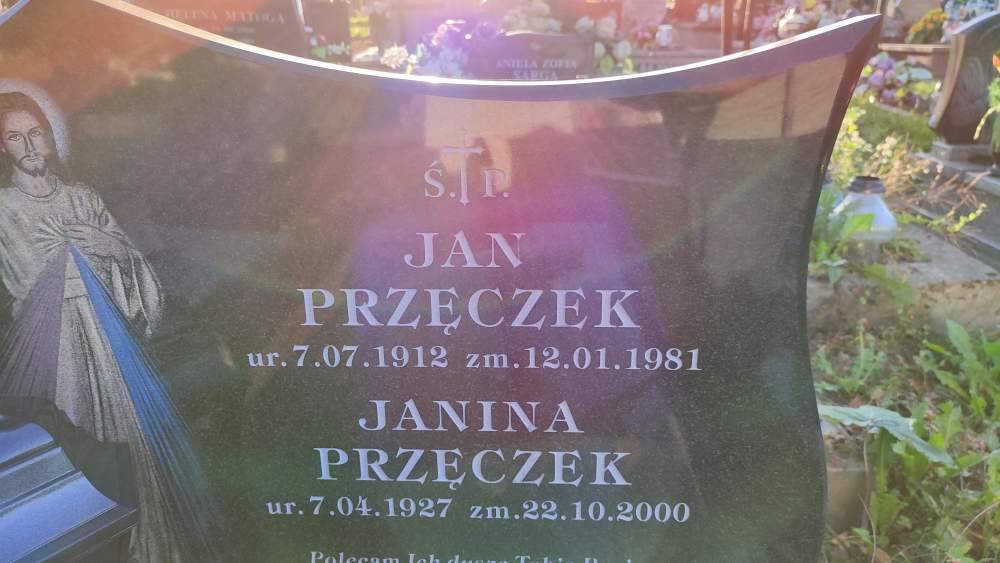 HELENA MATOGA
ANIELA ZOFIA
SARGA
Ś. P.
JAN
PRZĘCZEK
ur.7.07.1912 zm.12.01.1981
JANINA
PRZĘCZEK
ur.7.04.1927 zm.22.10.2000
Polecam Ich dusze Tobie